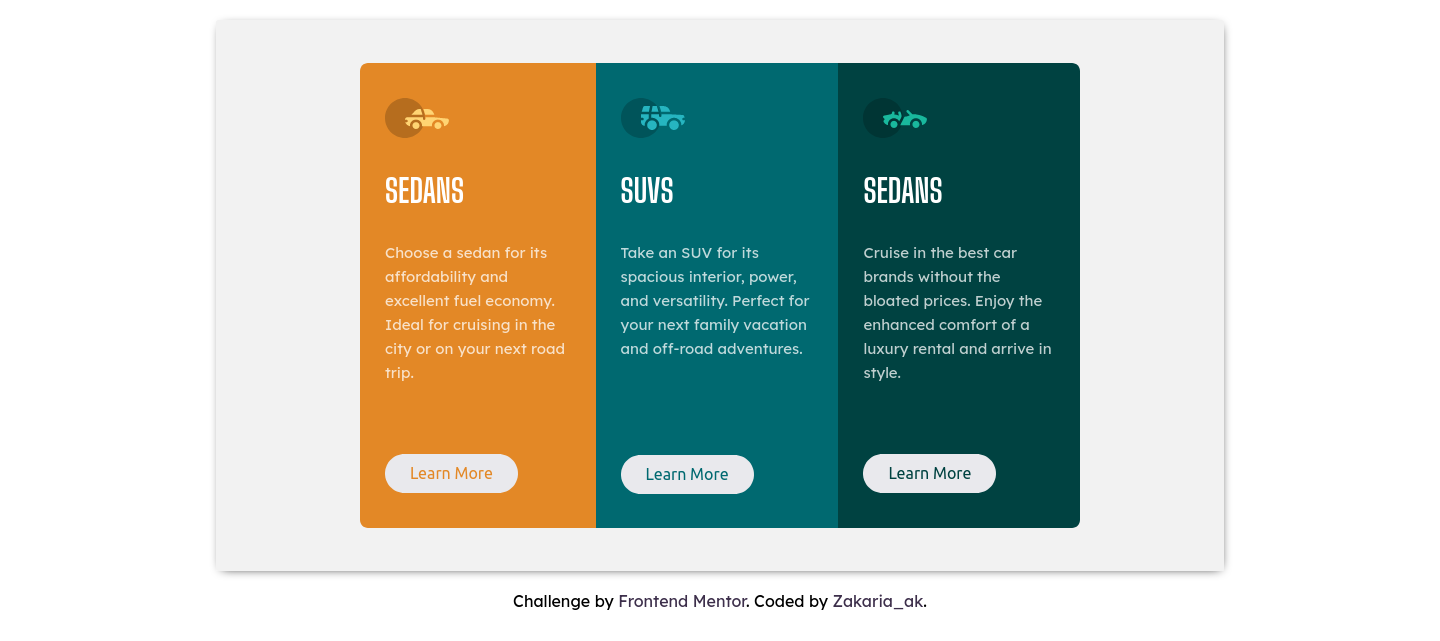 SEDANS
Choose a sedan for its
affordability and
excellent fuel economy.
Ideal for cruising in the
city or on your next road
trip.
Learn More
SUVS
Take an SUV for its
spacious interior, power,
and versatility. Perfect for
your next family vacation
and off-road adventures.
Learn More
SEDANS
Cruise in the best car
brands without the
bloated prices. Enjoy the
enhanced comfort of a
luxury rental and arrive in
style.
Learn More
Challenge by Frontend Mentor. Coded by Zakaria_ak.